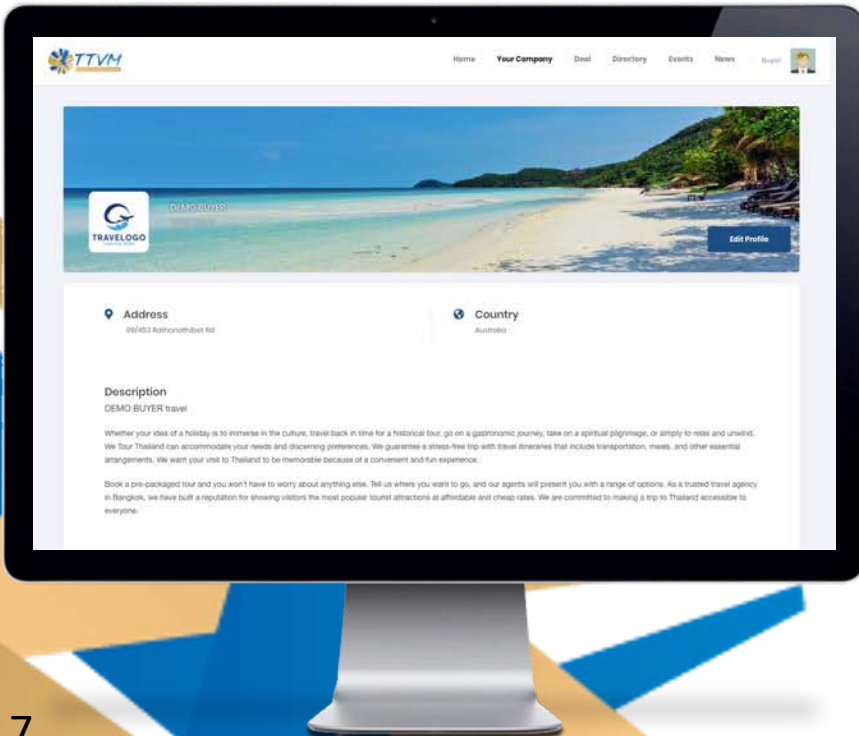 TTVM
Home Your Company Deal Directory Events News Buyer
DEMO BUYER
TRAVELOGO
Edit Profile
Address
99/453 Rathanathibet Rd
Country
Australia
Description
DEMO BUYER travel
Whether your idea of a holiday is to immerse in the culture, travel back in time for a historical tour, go on a gastronomic journey, take on a spiritual pilgrimage, or simply to relax and unwind.
We Tour Thailand can accommodate your needs and discerning preferences. We guarantee a stress-free trip with travel itineraries that include transportation, meals, and other essential
arrangements. We want your visit to Thailand to be memorable because of a convenient and fun experience.
Book a pre-packaged tour and you won't have to worry about anything else. Tell us where you want to go, and our agents will present you with a range of options. As a trusted travel agency
in Bangkok, we have built a reputation for showing visitors the most popular tourist attractions at affordable and cheap rates. We are committed to making a trip to Thailand accessible to
everyone.
7